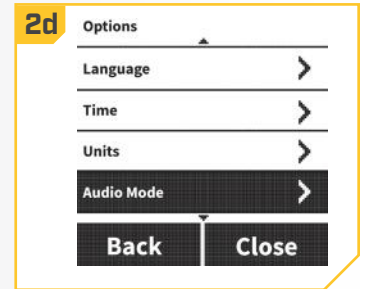 2d
Options
Language
Time
Units
Audio Mode
Back Close